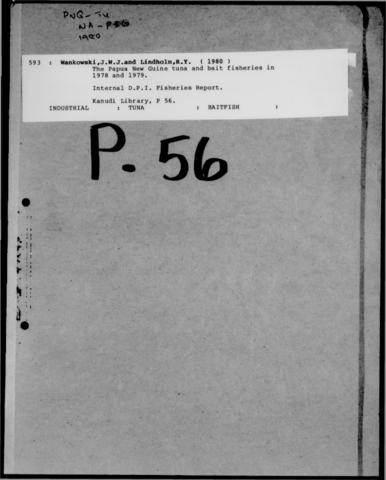 PNG-TU
NA-P56
1980
593 : Wankowski,J.W.J.and Lindholm,R.Y. ( 1980 )
The Papua New Guine tuna and bait fisheries in
1978 and 1979.
Internal D.P.I. Fisheries Report.
Kanudi Library, P 56.
INDUSTRIAL : TUNA : BAITFISH :
P. 56